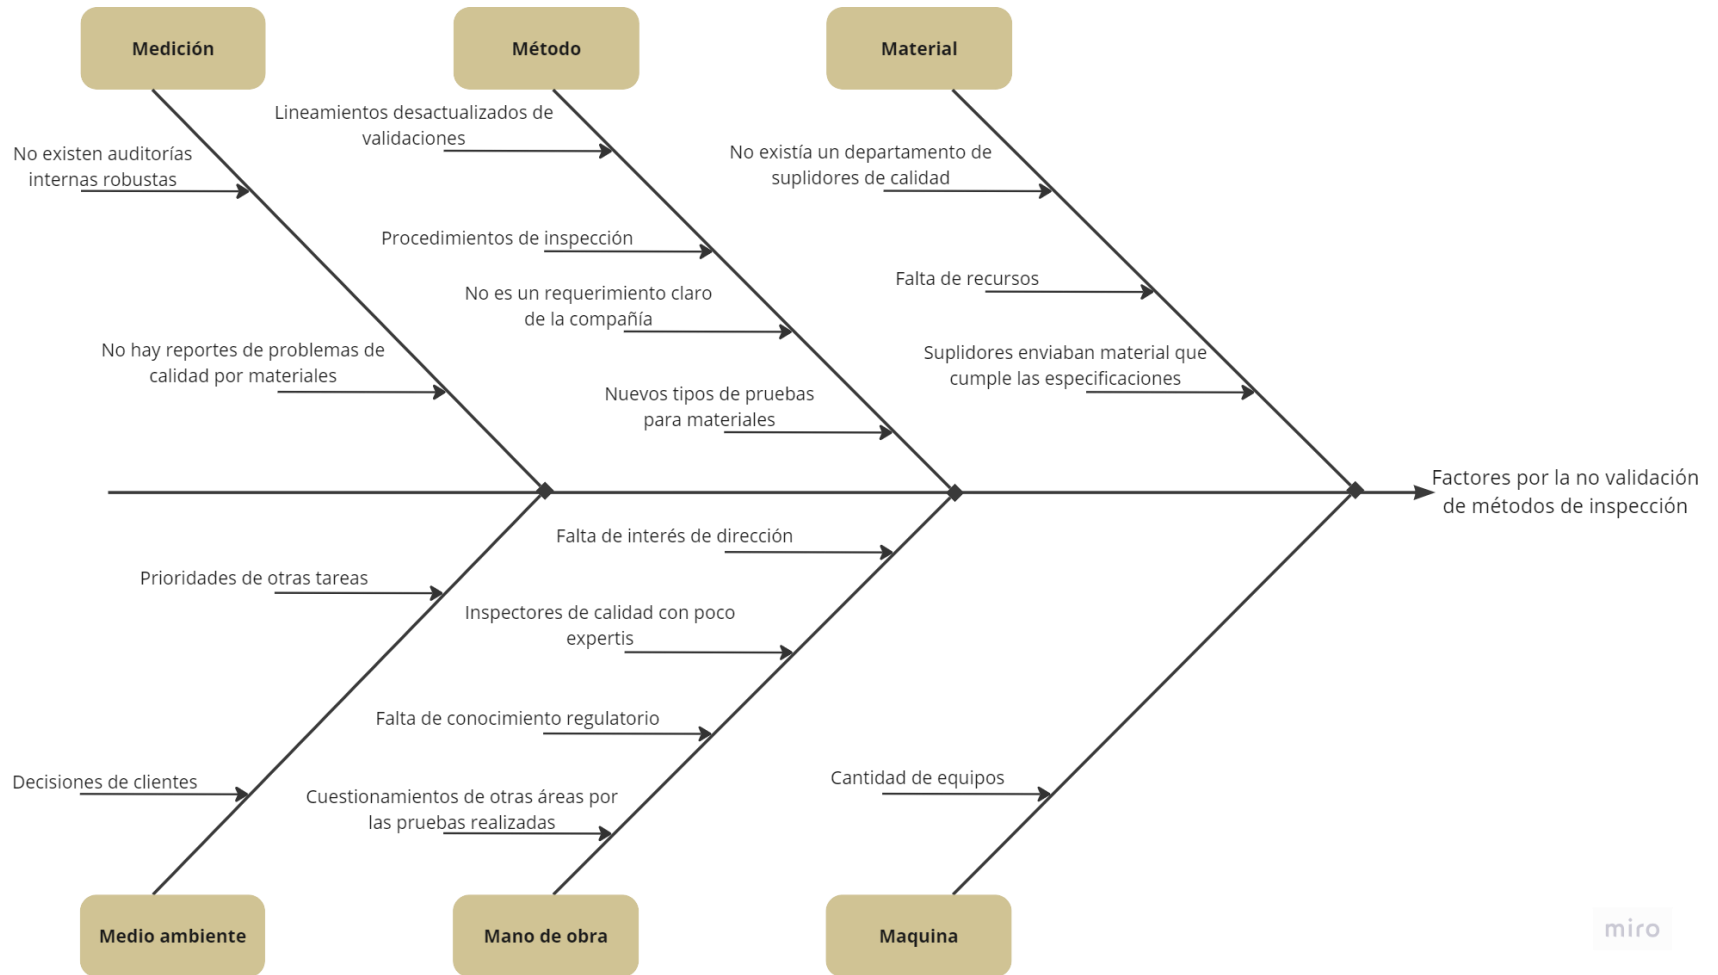 Medición
Método
Material
Lineamientos desactualizados de
validaciones
No existen auditorías
internas robustas
No existía un departamento de
suplidores de calidad
Procedimientos de inspección
No es un requerimiento claro
de la compañía
Falta de recursos
No hay reportes de problemas de
calidad por materiales
Suplidores enviaban material que
cumple las especificaciones
Nuevos tipos de pruebas
para materiales
Factores por la no validación
de métodos de inspección
Falta de interés de dirección
Prioridades de otras tareas
Inspectores de calidad con poco
expertis
Falta de conocimiento regulatorio
Decisiones de clientes
Cuestionamientos de otras áreas por
las pruebas realizadas
Cantidad de equipos
Medio ambiente
Mano de obra
Maquina
miro